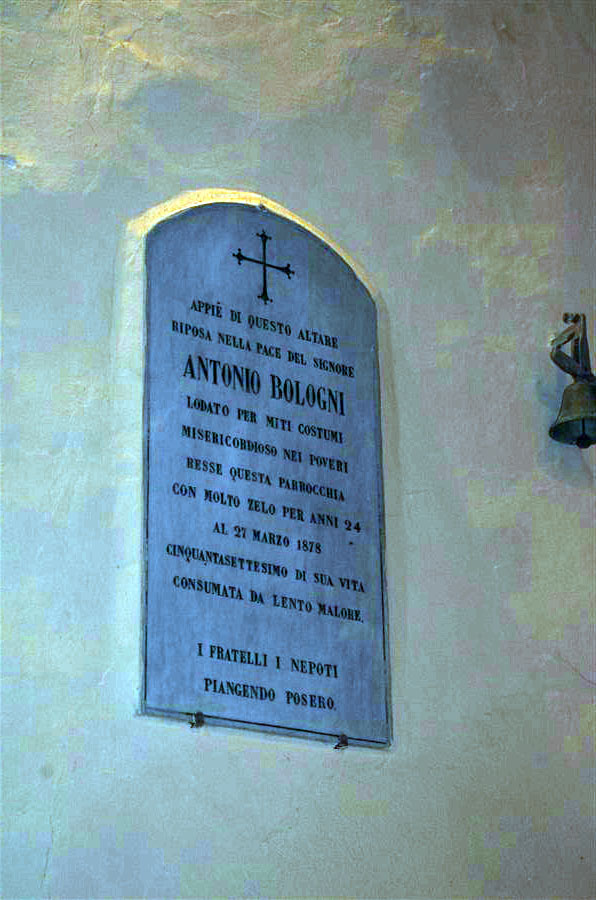 APPIÈ DI QUESTO ALTARE
RIPOSA NELLA PACE DEL SIGNORE
ANTONIO BOLOGNI
LODATO PER MITI COSTUMI
MISERICORDIOSO NEI POVERI
RESSE QUESTA PARROCCHIA
CON MOLTO ZELO PER ANNI 24
AL 27 MARZO 1878
CINQUANTASETTESIMO DI SUA VITA
CONSUMATA DA LENTO MALORE.
I FRATELLI I NEPOTI
PIANGENDO POSERO.